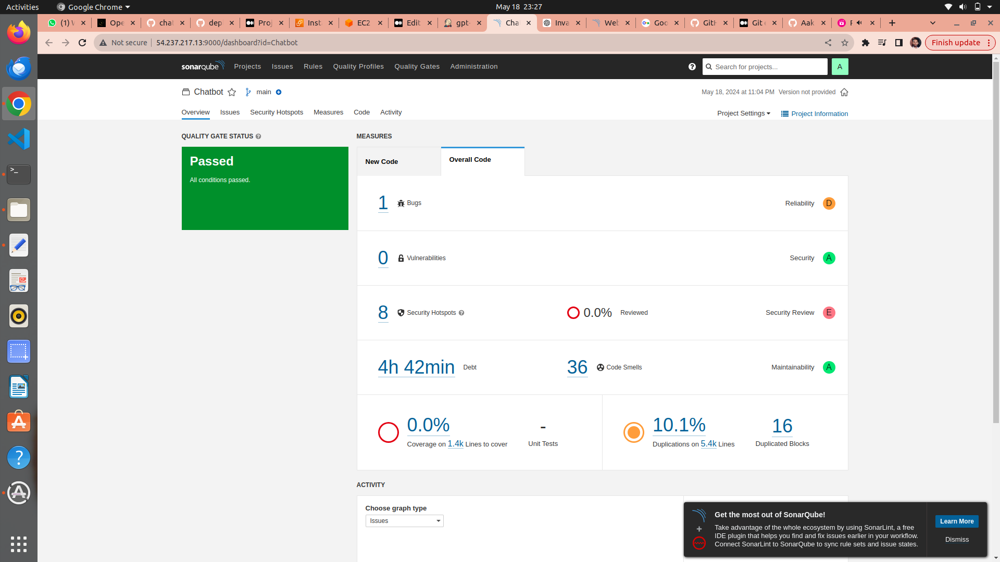 Activities
Google Chrome
May 18 23:27
(1) W
Ope
chat
dep
Proj
Inst
EC2
Edit
gpt-
Cha
Inva
Web
Goo
GitH
Git
Aak
Not secure
54.237.217.13:9000/dashboard?id=Chatbot
Finish update
sonarqube
Projects
Issues
Rules
Quality Profiles
Quality Gates
Administration
Search for projects...
A
Chatbot
main
May 18, 2024 at 11:04 PM Version not provided
Overview
Issues
Security Hotspots
Measures
Code
Activity
Project Settings
Project Information
QUALITY GATE STATUS
Passed
All conditions passed.
MEASURES
New Code
Overall Code
1 Bugs
Reliability D
0 Vulnerabilities
Security A
8 Security Hotspots
0.0% Reviewed
Security Review E
4h 42min Debt
36 Code Smells
Maintainability A
0.0%
Coverage on 1.4k Lines to cover
-
Unit Tests
10.1%
Duplications on 5.4k Lines
16
Duplicated Blocks
ACTIVITY
Choose graph type
Issues
Get the most out of SonarQube!
Take advantage of the whole ecosystem by using SonarLint, a free
IDE plugin that helps you find and fix issues earlier in your workflow.
Connect SonarLint to SonarQube to sync rule sets and issue states.
Learn More
Dismiss